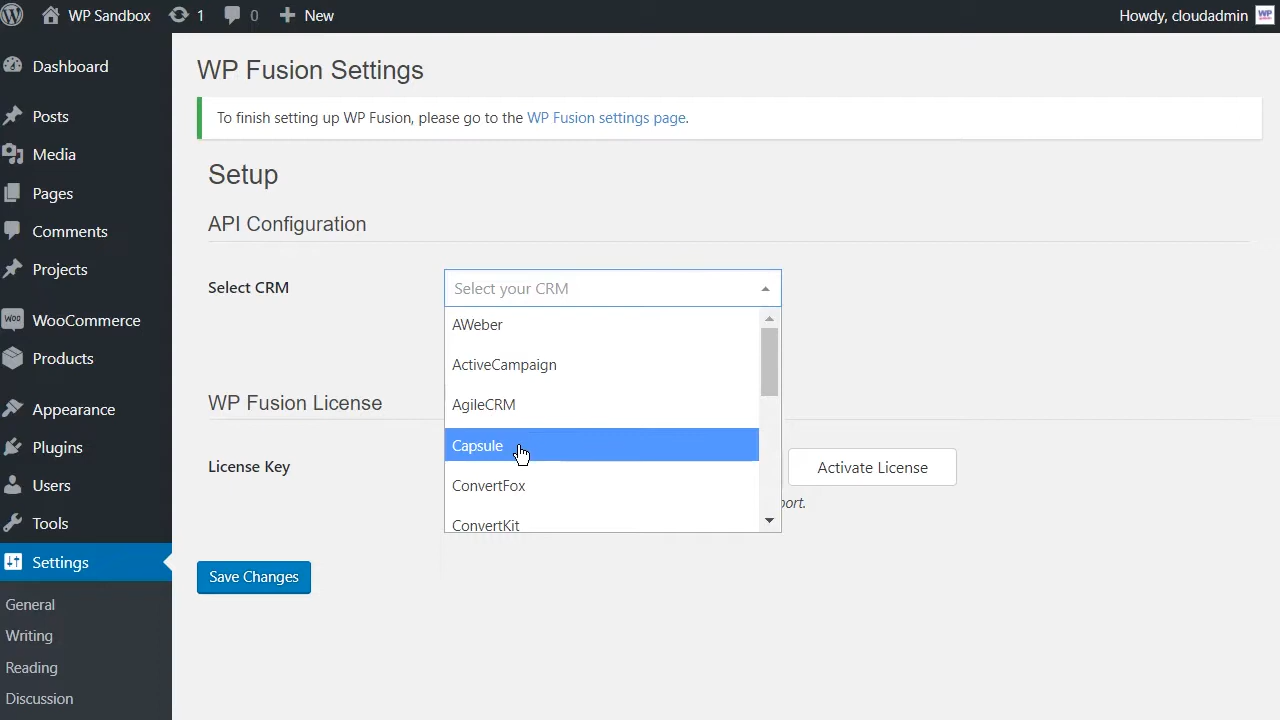 WP Sandbox 1 0 New Howdy, cloudadmin WP
Dashboard
Posts
Media
Pages
Comments
Projects
Woo WooCommerce
Products
Appearance
Plugins
Users
Tools
Settings
General
Writing
Reading
Discussion
WP Fusion Settings
To finish setting up WP Fusion, please go to the WP Fusion settings page.
Setup
API Configuration
Select CRM
Select your CRM
AWeber
ActiveCampaign
AgileCRM
Capsule
ConvertFox
ConvertKit
WP Fusion License
License Key
Activate License
port.
Save Changes